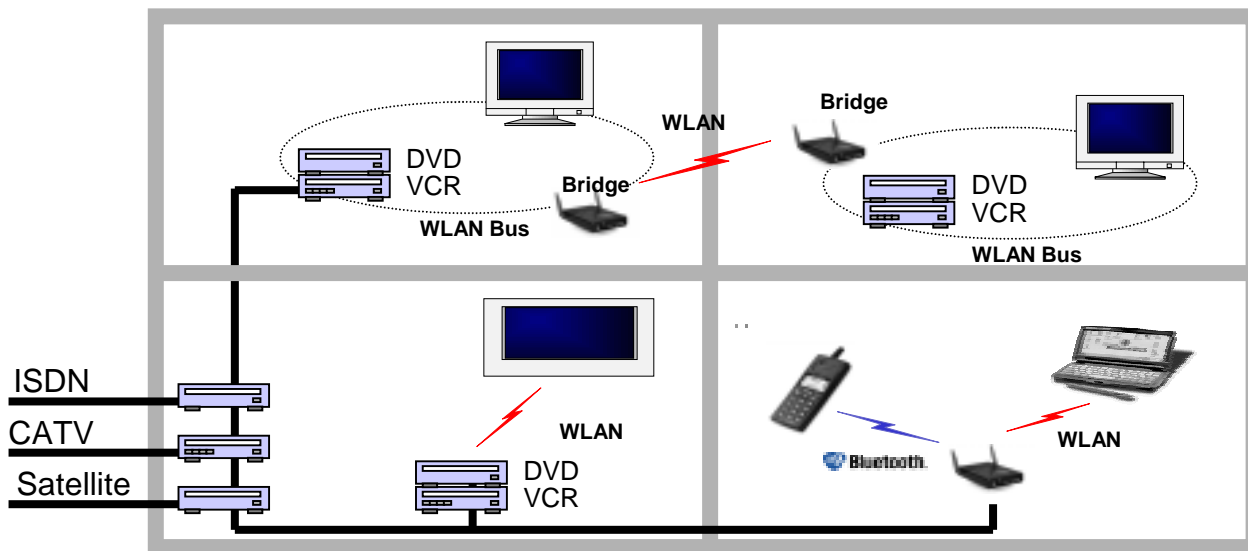 DVD
VCR
Bridge
WLAN Bus
WLAN
Bridge
DVD
VCR
WLAN Bus
ISDN
CATV
Satellite
WLAN
DVD
VCR
Bluetooth.
WLAN